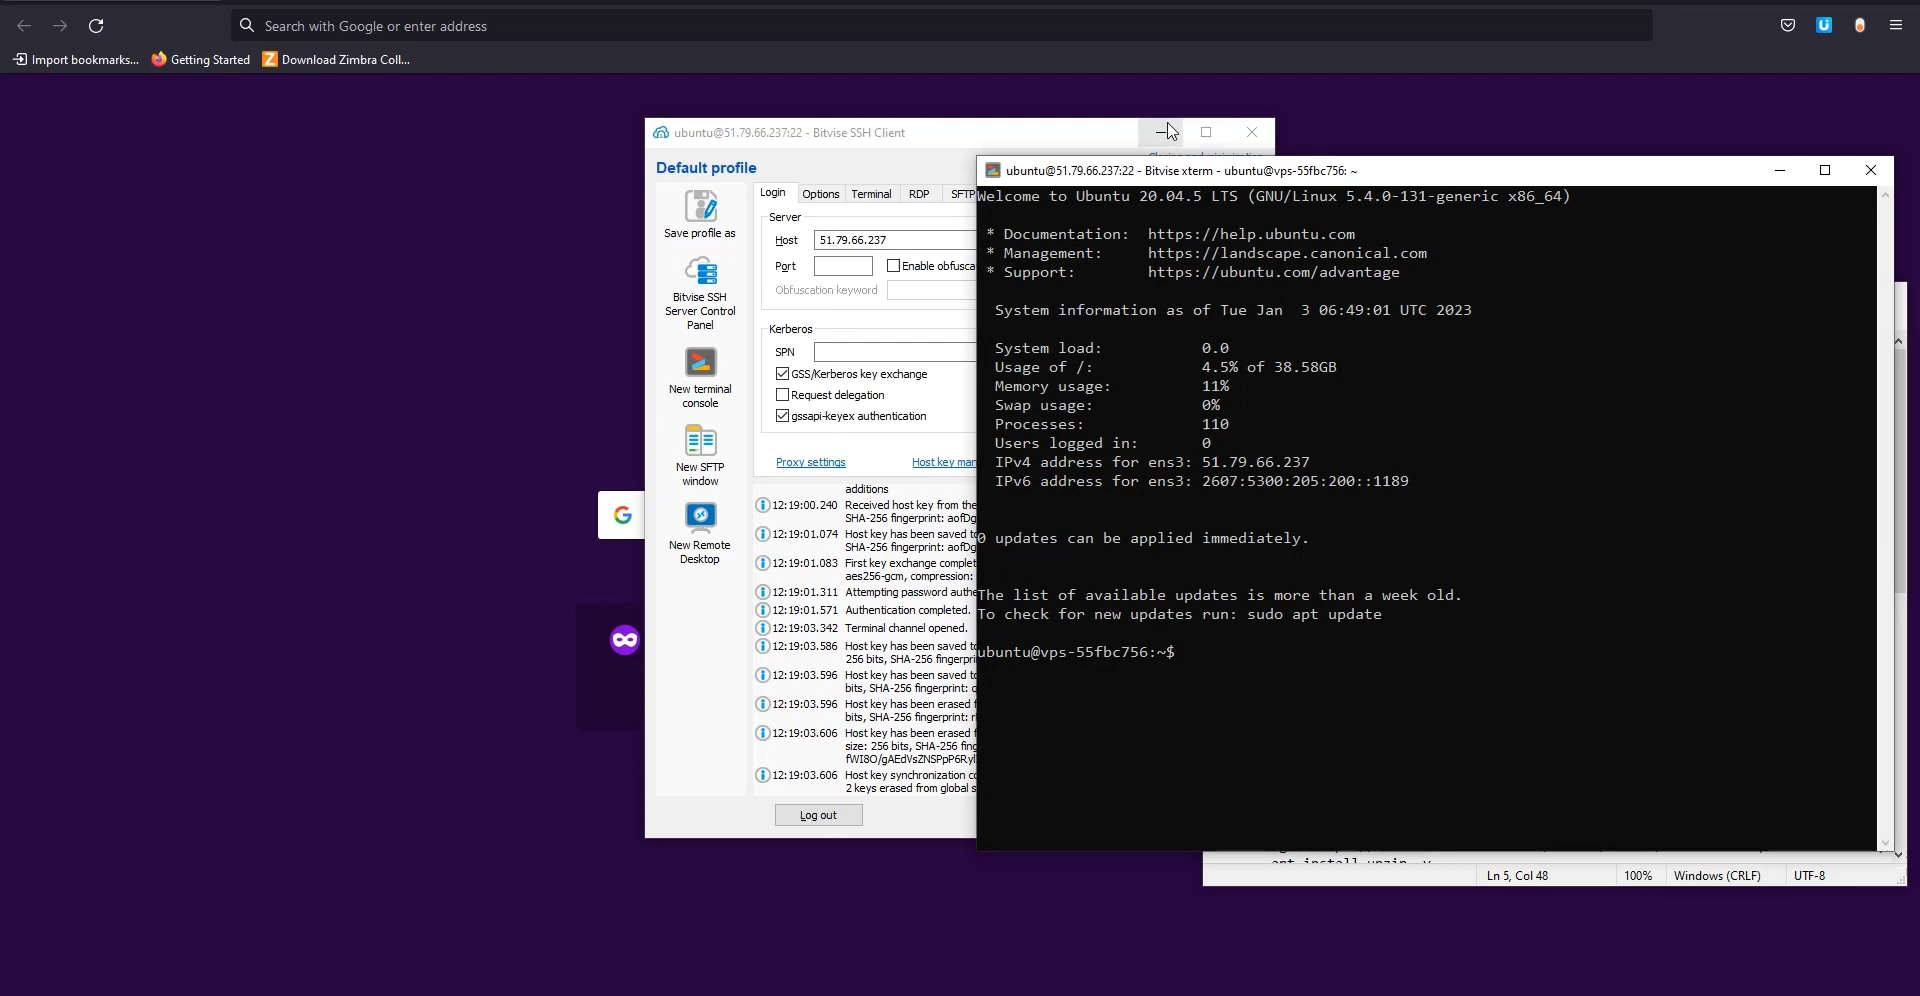 Search with Google or enter address
Import bookmarks...
Getting Started
Download Zimbra Coll...
ubuntu@51.79.66.237:22 - Bitvise SSH Client
Default profile
Save profile as
Bitvise SSH
Server Control
Panel
New terminal
console
New SFTP
window
New Remote
Desktop
Login
Options
Terminal
RDP
SFTP
Server
Host
51.79.66.237
Port
Enable obfusca
Obfuscation keyword
Kerberos
SPN
GSS/Kerberos key exchange
Request delegation
gssapi-keyex authentication
Proxy settings
Host key man
additions
12:19:00.240 Received host key from the
SHA-256 fingerprint: aofDg
12:19:01.074 Host key has been saved to
SHA-256 fingerprint: aofDg
12:19:01.083 First key exchange complet
aes256-gcm, compression:
12:19:01.311 Attempting password authe
12:19:01.571 Authentication completed.
12:19:03.342 Terminal channel opened.
12:19:03.586 Host key has been saved to
256 bits, SHA-256 fingerpri
12:19:03.596 Host key has been saved to
bits, SHA-256 fingerprint:
12:19:03.596 Host key has been erased f
bits, SHA-256 fingerprint:
12:19:03.606 Host key has been erased f
size: 256 bits, SHA-256 fing
fWI8O/gAEdVsZNSPpP6Ryl
12:19:03.606 Host key synchronization co
2 keys erased from global s
Log out
ubuntu@51.79.66.237:22 - Bitvise xterm - ubuntu@vps-55fbc756: ~
Welcome to Ubuntu 20.04.5 LTS (GNU/Linux 5.4.0-131-generic x86_64)
* Documentation: https://help.ubuntu.com
* Management: https://landscape.canonical.com
* Support: https://ubuntu.com/advantage
System information as of Tue Jan 3 06:49:01 UTC 2023
System load: 0.0
Usage of /: 4.5% of 38.58GB
Memory usage: 11%
Swap usage: 0%
Processes: 110
Users logged in: 0
IPv4 address for ens3: 51.79.66.237
IPv6 address for ens3: 2607:5300:205:200::1189
0 updates can be applied immediately.
The list of available updates is more than a week old.
To check for new updates run: sudo apt update
ubuntu@vps-55fbc756:~$
Ln 5, Col 48
100%
Windows (CRLF)
UTF-8